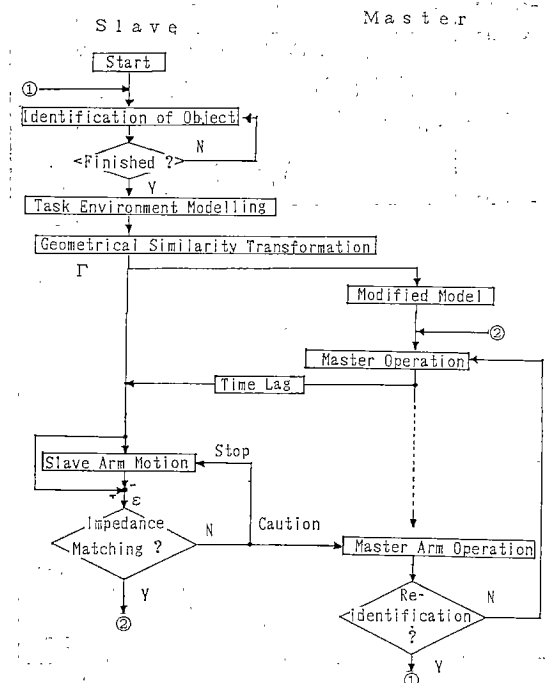 Slave Master
Start
①
Identification of Object
N
<Finished ?>
Y
Task Environment Modelling
Geometrical Similarity Transformation
Γ
Modified Model
②
Master Operation
Time Lag
Stop
Slave Arm Motion
+ -
ε
Impedance
Matching ?
N
Caution
Master Arm Operation
Y
②
Re-
identification
?
N
Y
①